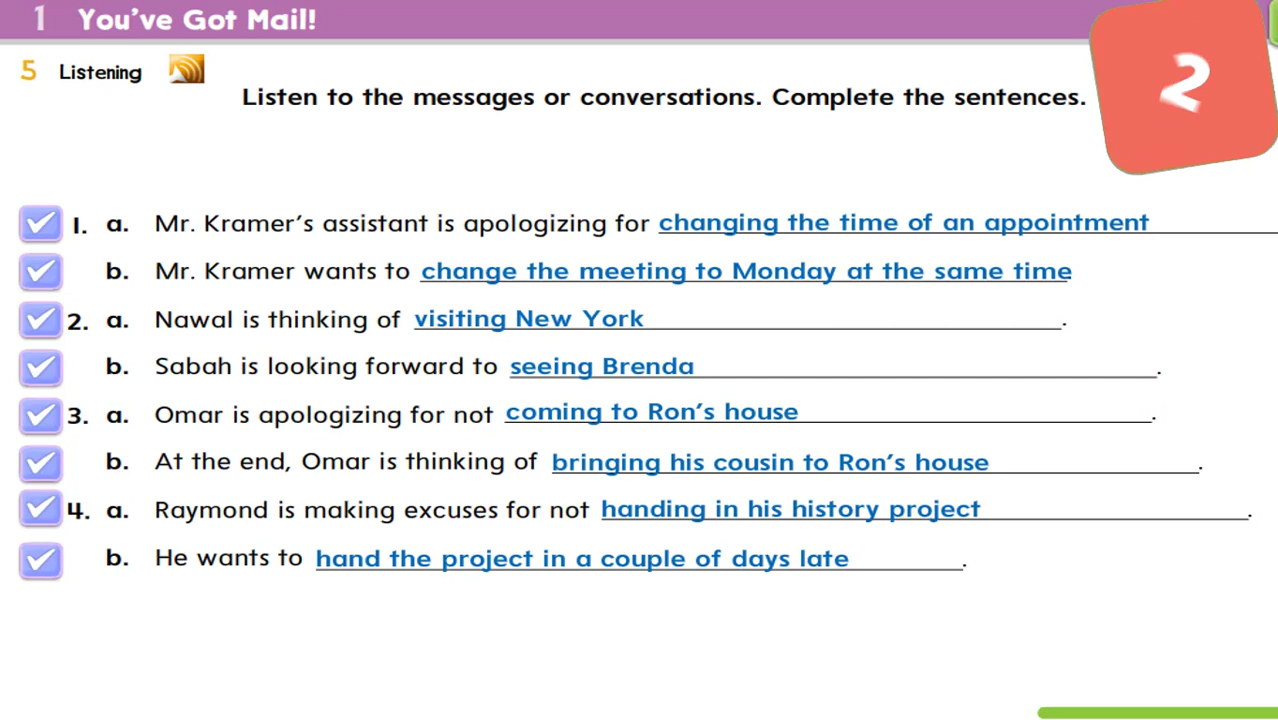 1 You've Got Mail!
2
5 Listening
Listen to the messages or conversations. Complete the sentences.
1. a. Mr. Kramer's assistant is apologizing for changing the time of an appointment
b. Mr. Kramer wants to change the meeting to Monday at the same time.
2. a. Nawal is thinking of visiting New York.
b. Sabah is looking forward to seeing Brenda.
3. a. Omar is apologizing for not coming to Ron's house.
b. At the end, Omar is thinking of bringing his cousin to Ron's house.
4. a. Raymond is making excuses for not handing in his history project.
b. He wants to hand the project in a couple of days late.